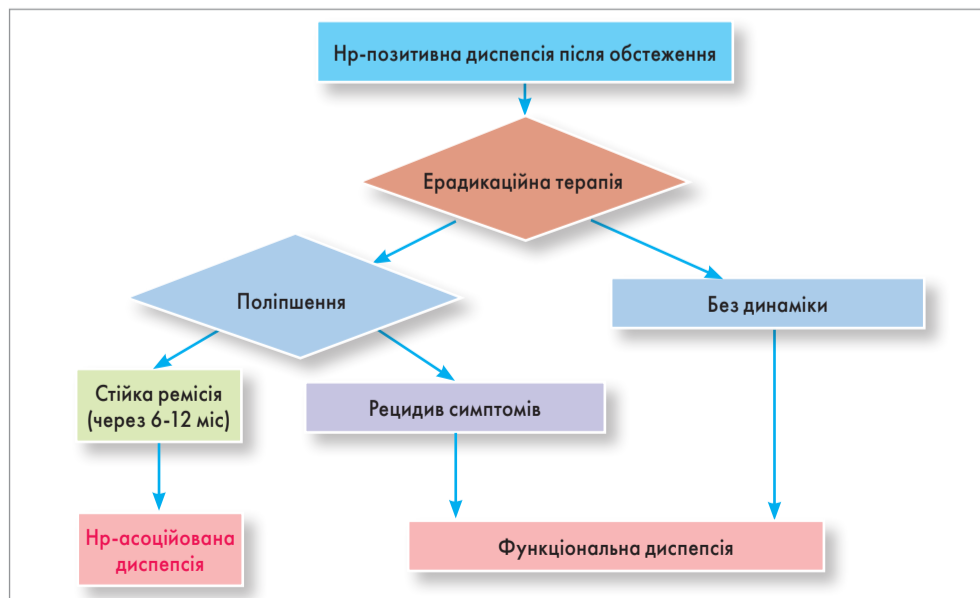 Нр-позитивна диспепсія після обстеження
Ерадикаційна терапія
Поліпшення
Без динаміки
Стійка ремісія
(через 6-12 міс)
Рецидив симптомів
Нр-асоційована
диспепсія
Функціональна диспепсія